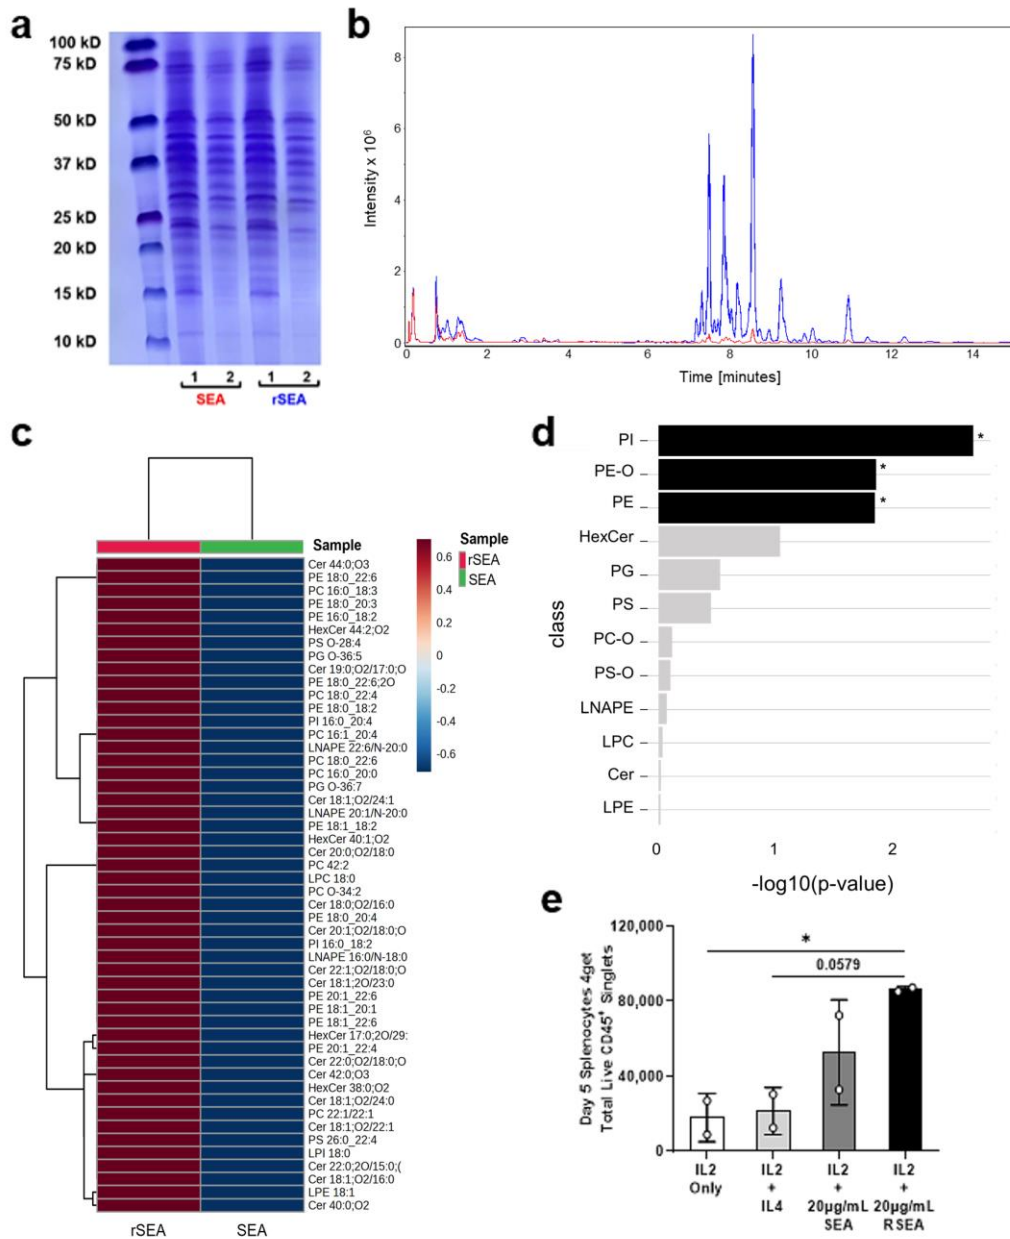 a
100 kD
75 kD
50 kD
37 kD
25 kD
20 kD
15 kD
10 kD
1 2 1 2
SEA rSEA
b
Intensity x 10⁶
8
6
4
2
0
0 2 4 6 8 10 12 14
Time [minutes]
c
Sample
Cer 44:0;O3
PE 18:0_22:6
PC 16:0_18:3
PE 18:0_20:3
PE 16:0_18:2
HexCer 44:2;O2
PS O-28:4
PG O-36:5
Cer 19:0;O2/17:0;O
PE 18:0_22:6;2O
PC 18:0_22:4
PE 18:0_18:2
PI 16:0_20:4
PC 16:1_20:4
LNAPE 22:6/N-20:0
PC 18:0_22:6
PC 16:0_20:0
PG O-36:7
Cer 18:1;O2/24:1
LNAPE 20:1/N-20:0
PE 18:1_18:2
HexCer 40:1;O2
Cer 20:0;O2/18:0
PC 42:2
LPC 18:0
PC O-34:2
Cer 18:0;O2/16:0
PE 18:0_20:4
Cer 20:1;O2/18:0;O
PI 16:0_18:2
LNAPE 16:0/N-18:0
Cer 22:1;O2/18:0;O
Cer 18:1;2O/23:0
PE 20:1_22:6
PE 18:1_20:1
PE 18:1_22:6
HexCer 17:0;2O/29:
PE 20:1_22:4
Cer 22:0;O2/18:0;O
Cer 42:0;O3
HexCer 38:0;O2
Cer 18:1;O2/24:0
PC 22:1/22:1
Cer 18:1;O2/22:1
PS 26:0_22:4
LPI 18:0
Cer 22:0;2O/15:0;(
Cer 18:1;O2/16:0
LPE 18:1
Cer 40:0;O2
rSEA SEA
0.6
0.4
0.2
0
-0.2
-0.4
-0.6
Sample
rSEA
SEA
d
class
PI *
PE-O *
PE *
HexCer
PG
PS
PC-O
PS-O
LNAPE
LPC
Cer
LPE
0 1 2
-log10(p-value)
e
Day 5 Splenocytes 4get
Total Live CD45⁺ Singlets
120,000
80,000
40,000
0
*
0.0579
IL2
Only
IL2
+
IL4
IL2
+
20µg/mL
SEA
IL2
+
20µg/mL
RSEA